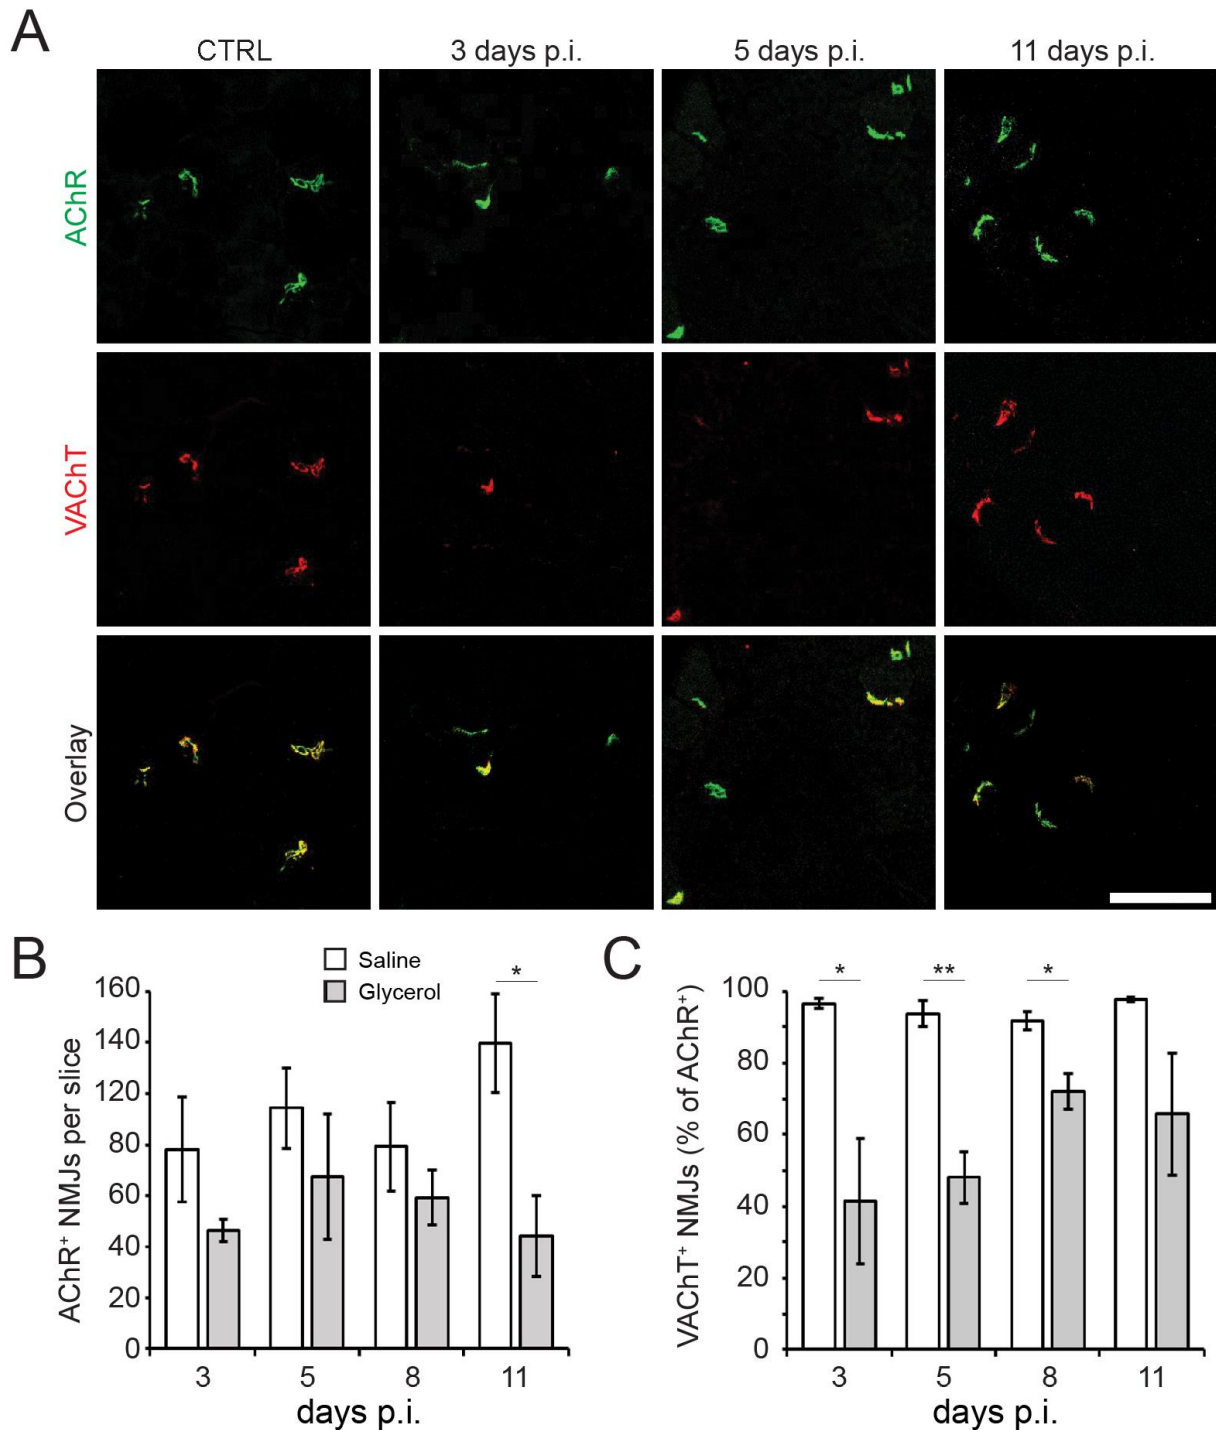 A
CTRL
3 days p.i.
5 days p.i.
11 days p.i.
AChR
VAChT
Overlay
B
Saline
Glycerol
*
AChR⁺ NMJs per slice
160
140
120
100
80
60
40
20
0
3
5
8
11
days p.i.
C
*
**
*
VAChT⁺ NMJs (% of AChR⁺)
100
80
60
40
20
0
3
5
8
11
days p.i.